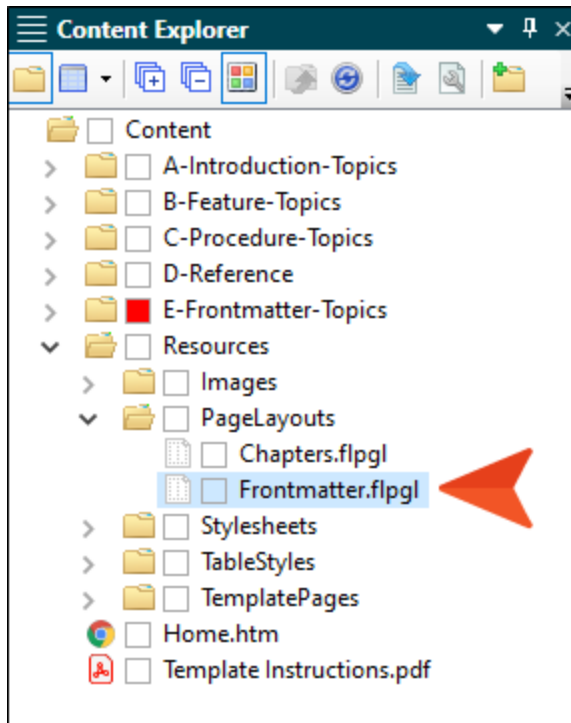 Content Explorer
Content
A-Introduction-Topics
B-Feature-Topics
C-Procedure-Topics
D-Reference
E-Frontmatter-Topics
Resources
Images
PageLayouts
Chapters.flpgl
Frontmatter.flpgl
Stylesheets
TableStyles
TemplatePages
Home.htm
Template Instructions.pdf